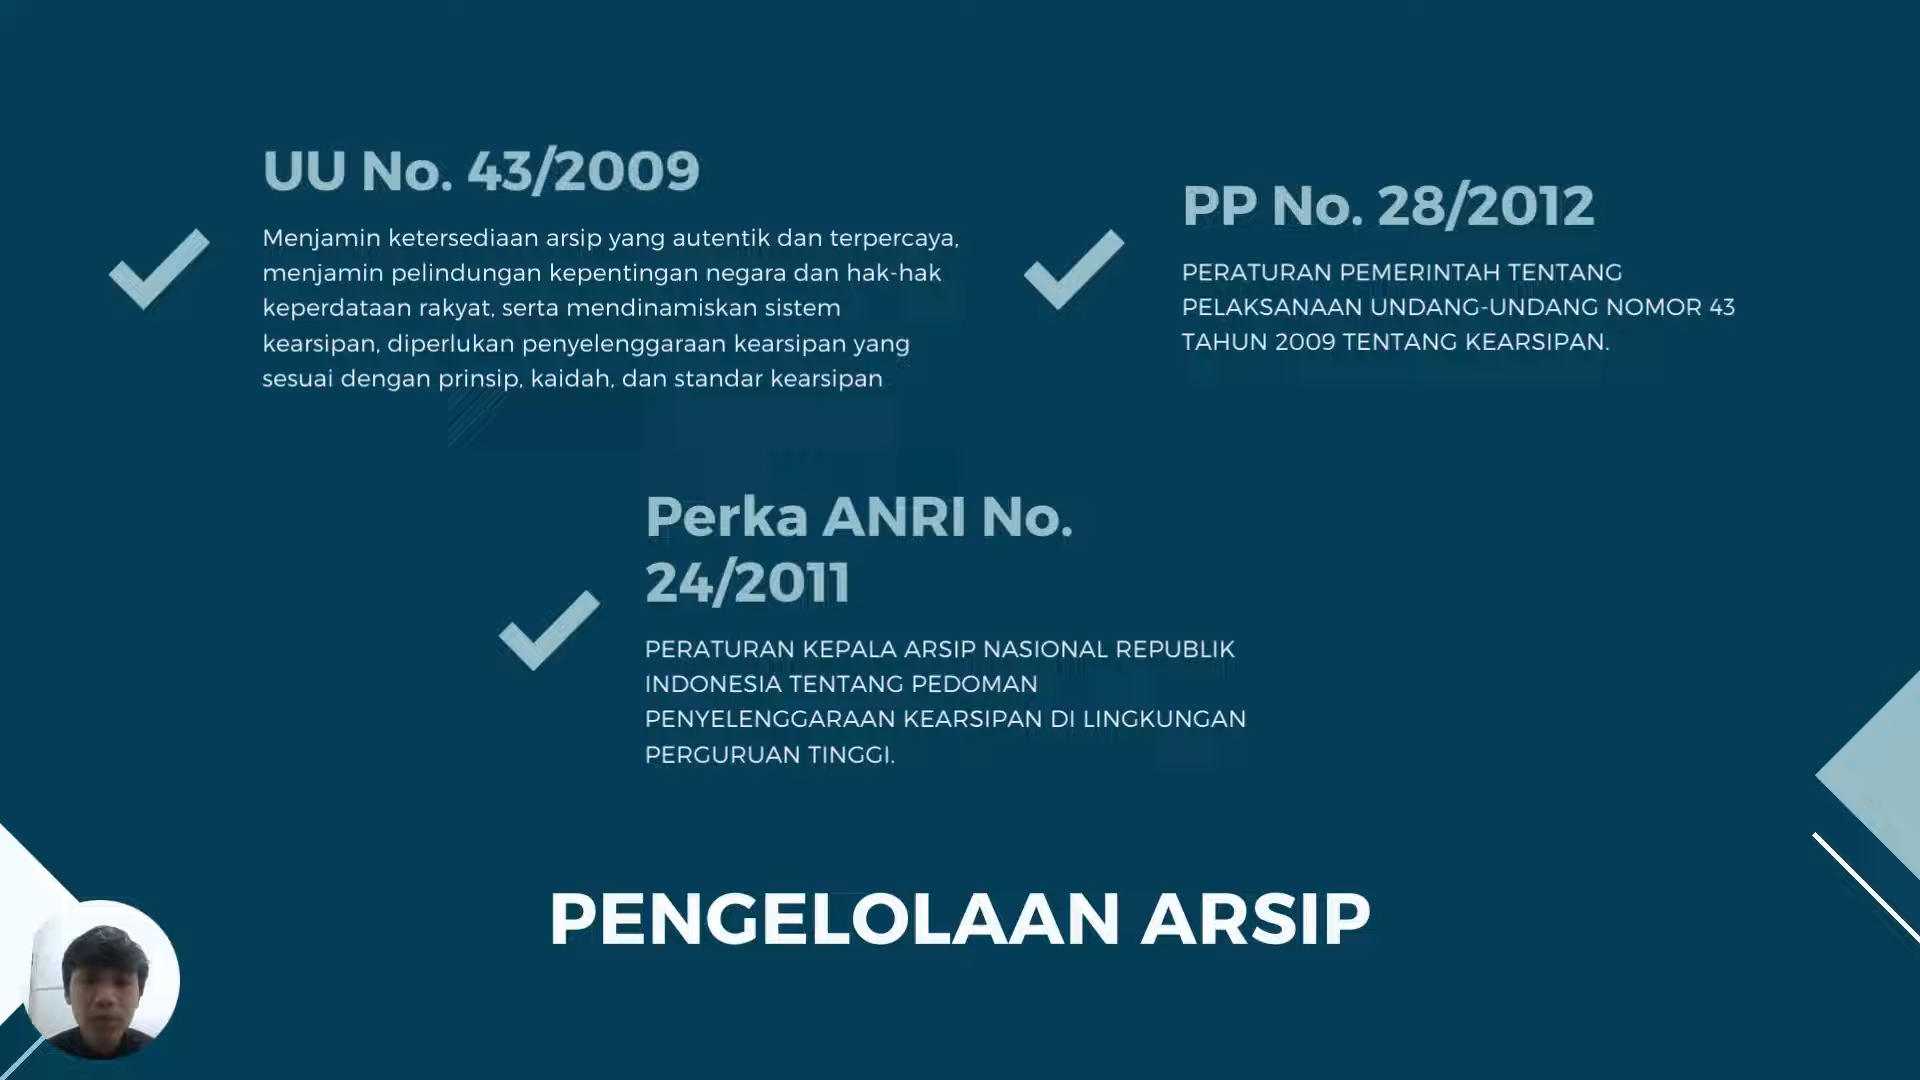 UU No. 43/2009
Menjamin ketersediaan arsip yang autentik dan terpercaya,
menjamin pelindungan kepentingan negara dan hak-hak
keperdataan rakyat, serta mendinamiskan sistem
kearsipan, diperlukan penyelenggaraan kearsipan yang
sesuai dengan prinsip, kaidah, dan standar kearsipan
PP No. 28/2012
PERATURAN PEMERINTAH TENTANG
PELAKSANAAN UNDANG-UNDANG NOMOR 43
TAHUN 2009 TENTANG KEARSIPAN.
Perka ANRI No.
24/2011
PERATURAN KEPALA ARSIP NASIONAL REPUBLIK
INDONESIA TENTANG PEDOMAN
PENYELENGGARAAN KEARSIPAN DI LINGKUNGAN
PERGURUAN TINGGI.
PENGELOLAAN ARSIP